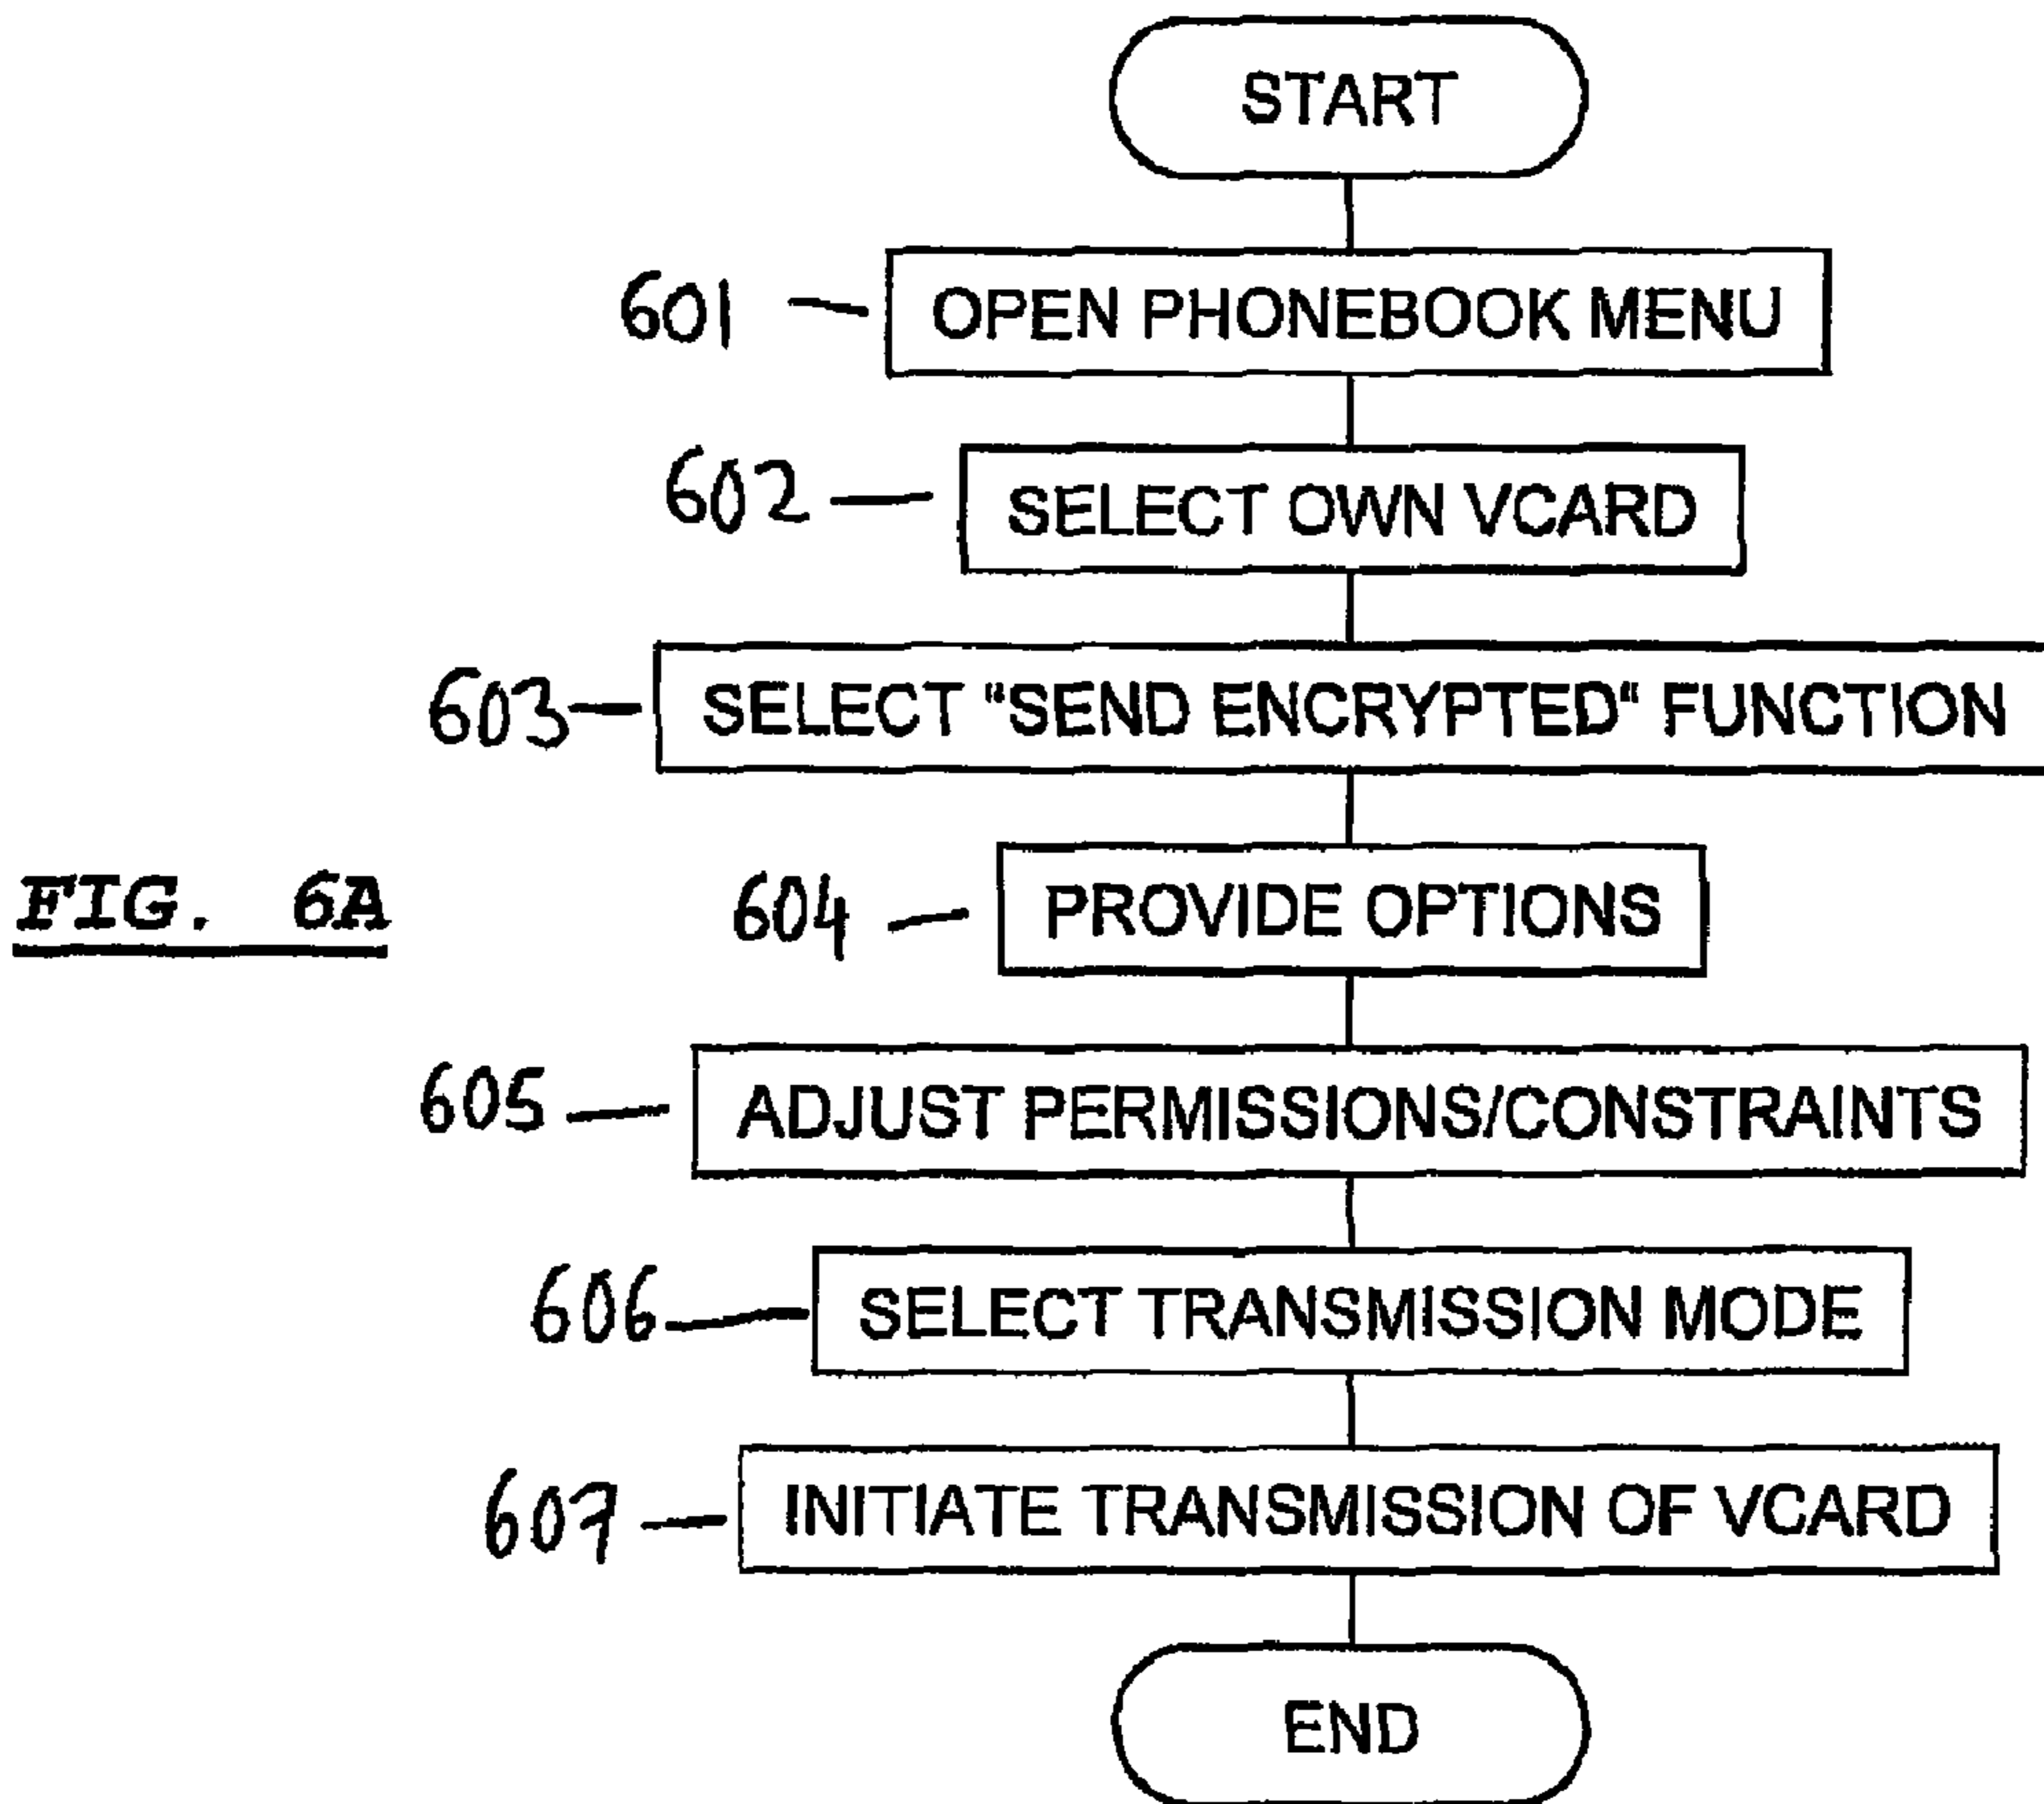 START
601 OPEN PHONEBOOK MENU
602 SELECT OWN VCARD
603 SELECT "SEND ENCRYPTED" FUNCTION
FIG. 6A
604 PROVIDE OPTIONS
605 ADJUST PERMISSIONS/CONSTRAINTS
606 SELECT TRANSMISSION MODE
607 INITIATE TRANSMISSION OF VCARD
END